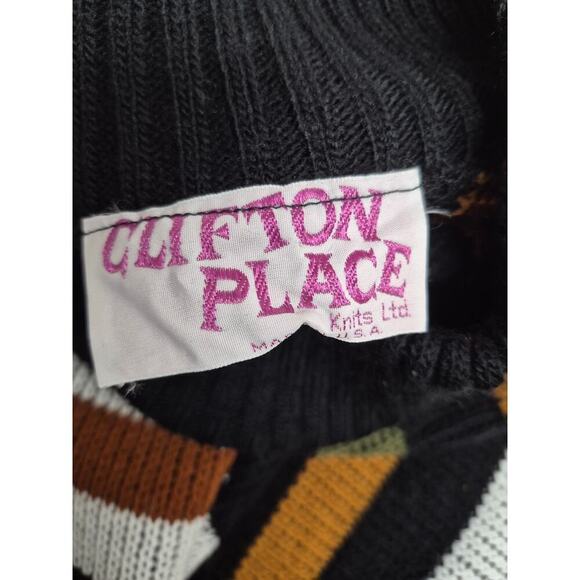 CLIFTON
PLACE
Knits Ltd.
U.S.A.